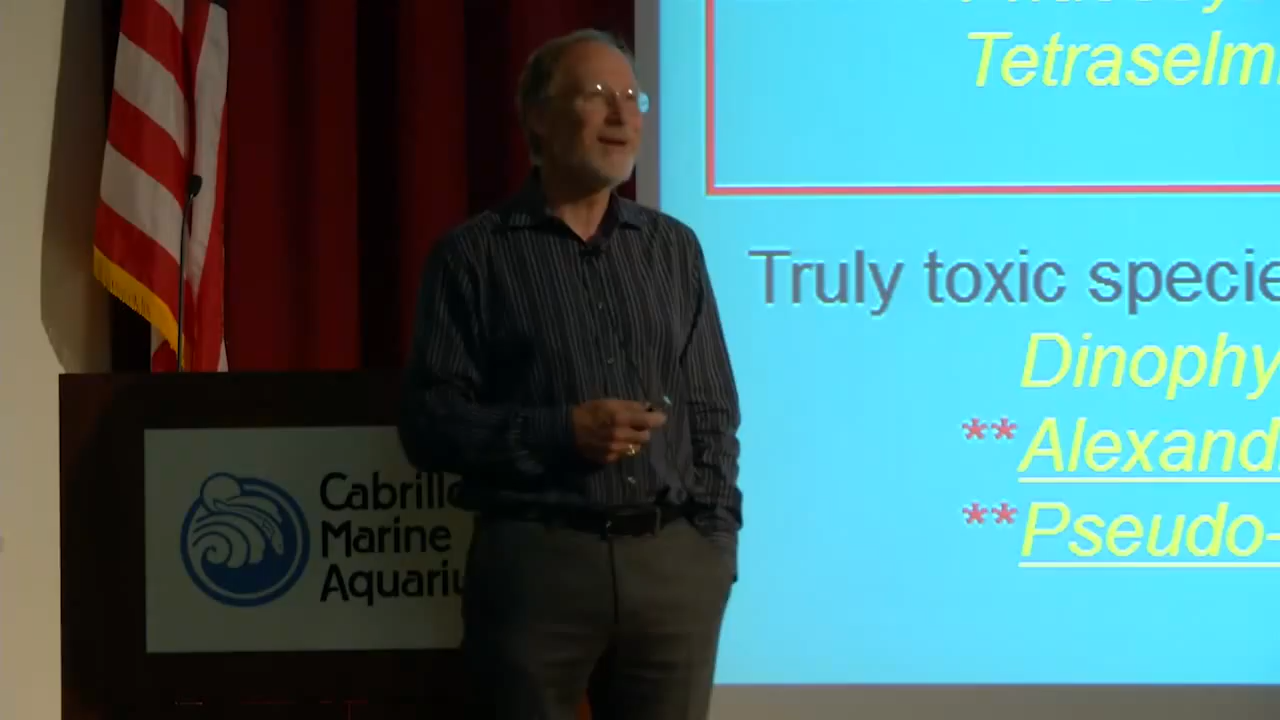 Tetraselm
Truly toxic specie
Dinophy
**Alexand
**Pseudo-
Cabrillo
Marine
Aquariu